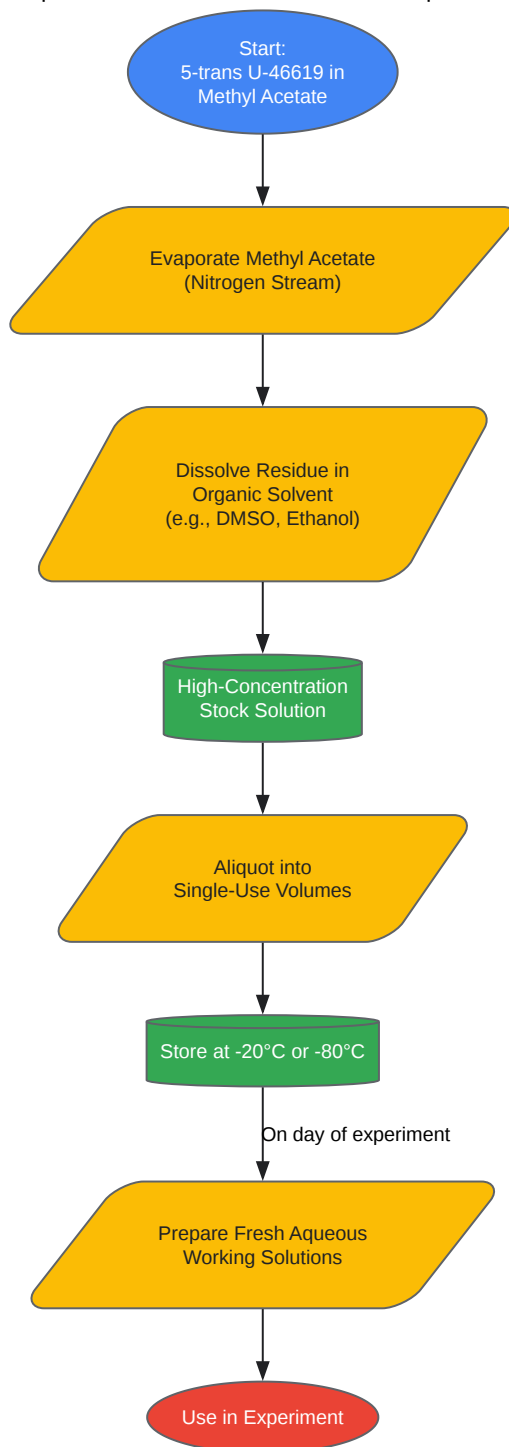 Start:
5-trans U-46619 in
Methyl Acetate
Evaporate Methyl Acetate
(Nitrogen Stream)
Dissolve Residue in
Organic Solvent
(e.g., DMSO, Ethanol)
High-Concentration
Stock Solution
Aliquot into
Single-Use Volumes
Store at -20°C or -80°C
On day of experiment
Prepare Fresh Aqueous
Working Solutions
Use in Experiment